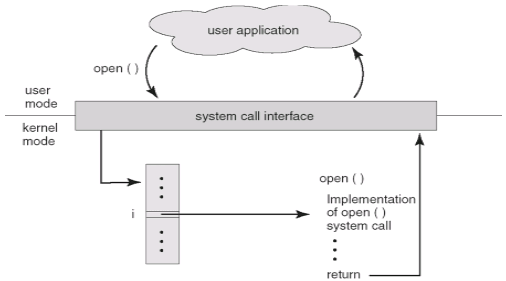 user application
open ( )
user
mode
system call interface
kernel
mode
open ( )
i
Implementation
of open ( )
system call
return